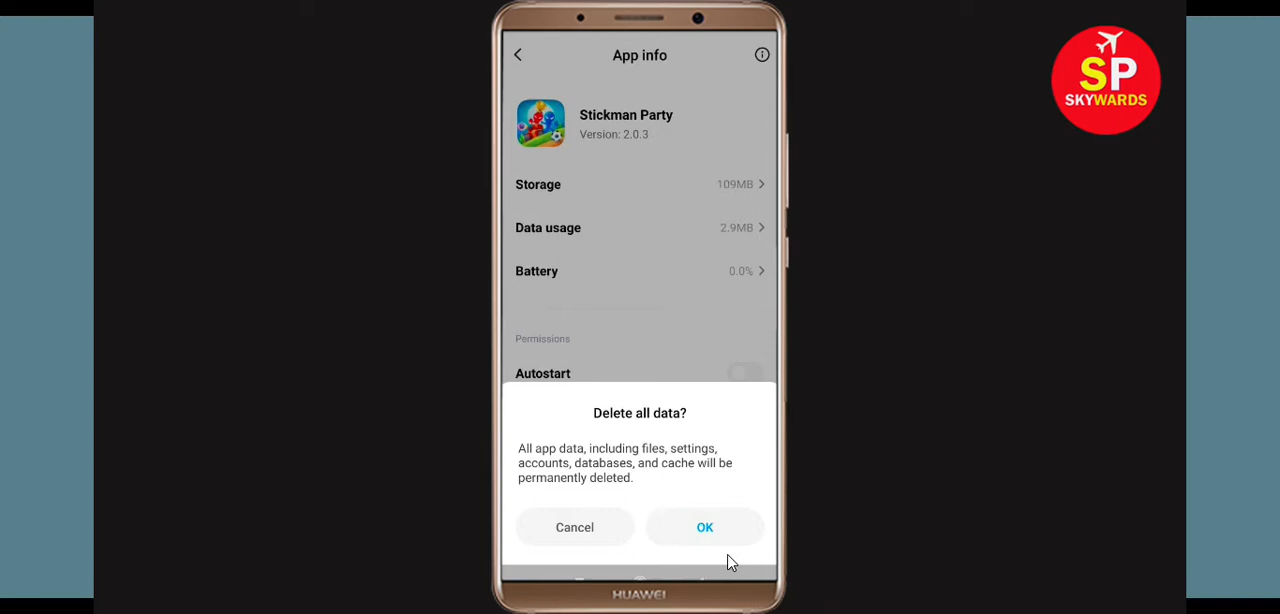 App info
SP
SKYWARDS
Stickman Party
Version: 2.0.3
Storage 109MB
Data usage 2.9MB
Battery 0.0%
Permissions
Autostart
Delete all data?
All app data, including files, settings,
accounts, databases, and cache will be
permanently deleted.
Cancel OK
HUAWEI